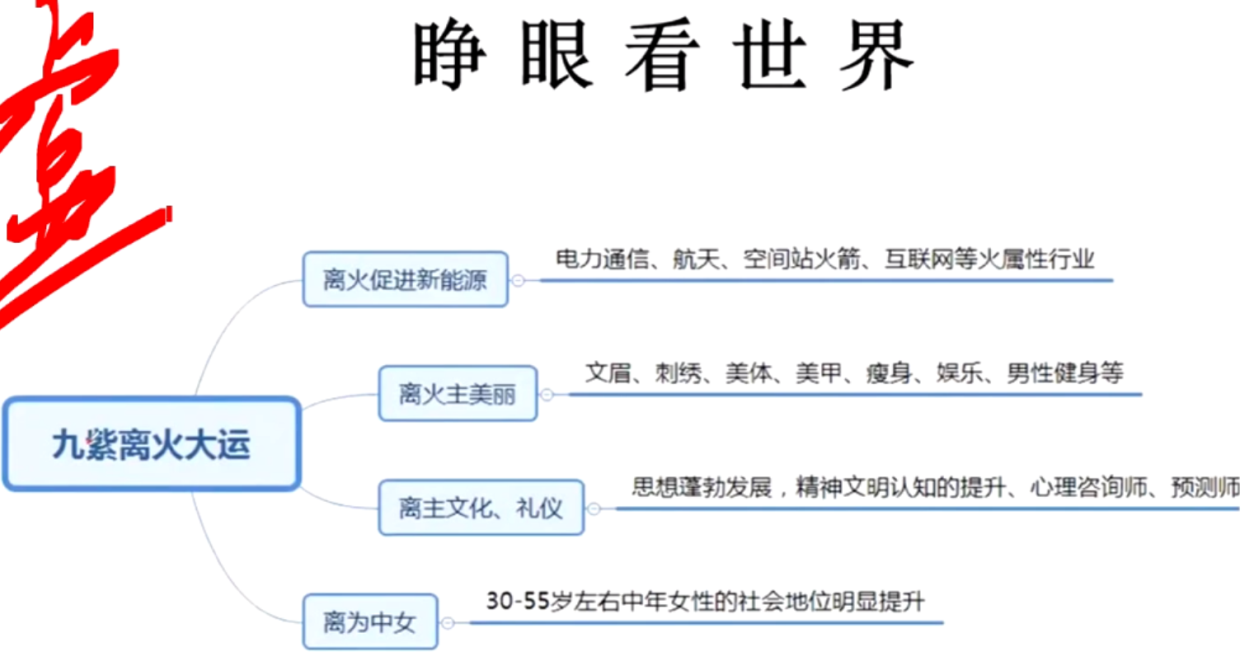 睁眼看世界
离火促进新能源
电力通信、航天、空间站火箭、互联网等火属性行业
离火主美丽
文眉、刺绣、美体、美甲、瘦身、娱乐、男性健身等
九紫离火大运
离主文化、礼仪
思想蓬勃发展，精神文明认知的提升、心理咨询师、预测师
离为中女
30-55岁左右中年女性的社会地位明显提升